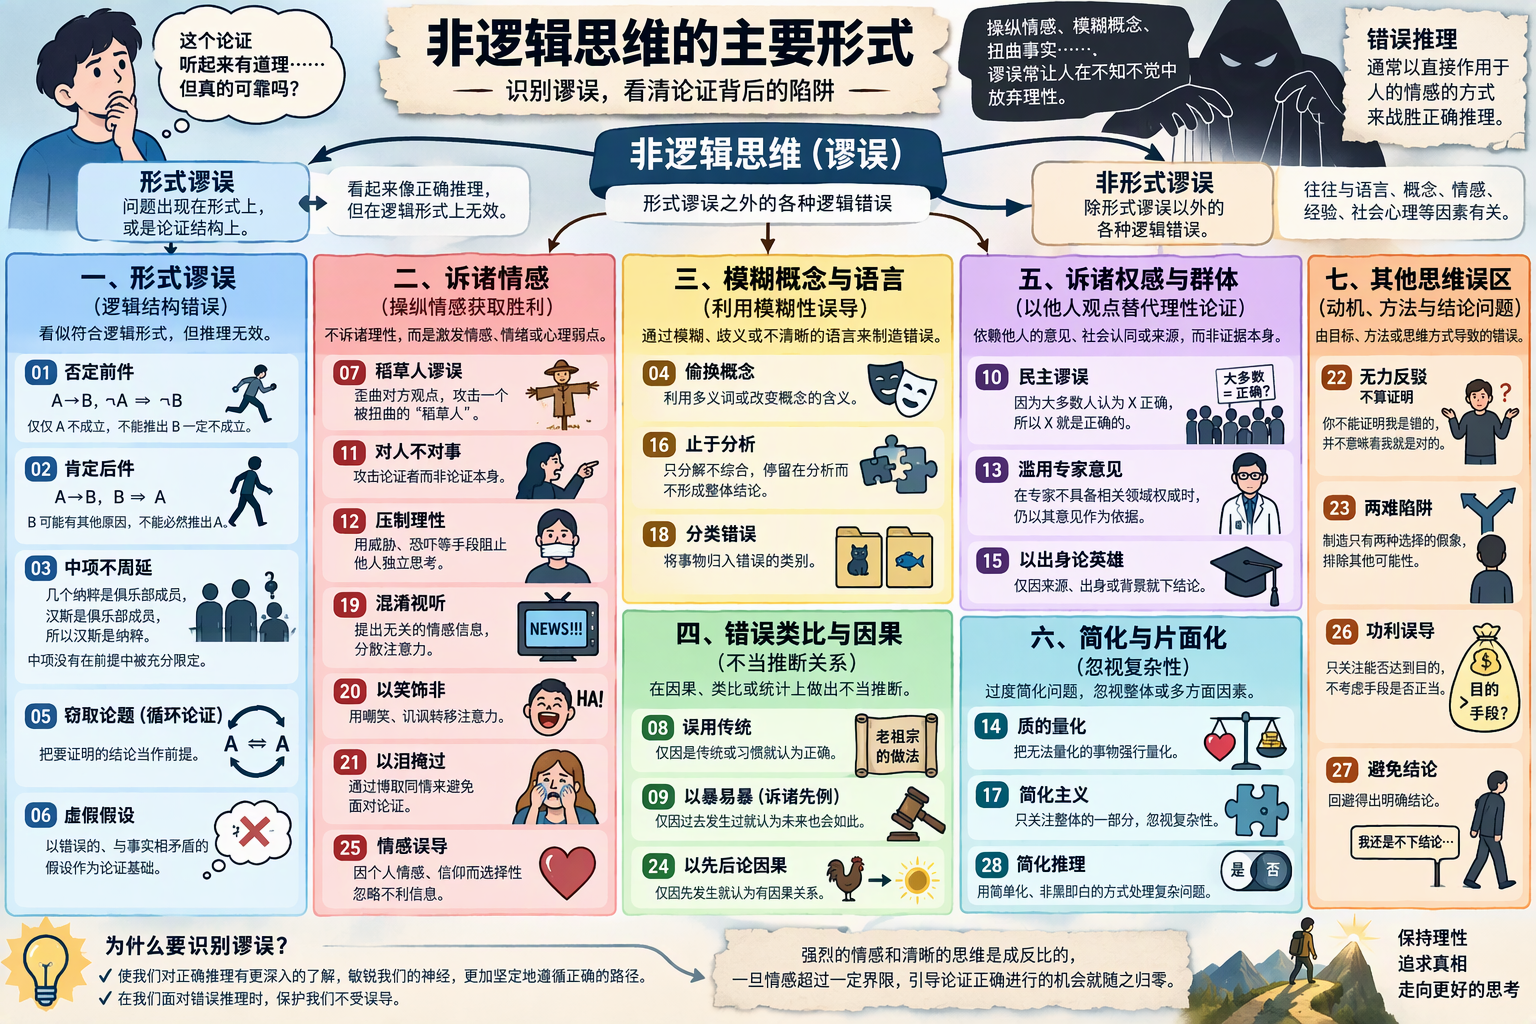 这个论证
听起来有道理……
但真的可靠吗?
非逻辑思维的主要形式
识别谬误，看清论证背后的陷阱
操纵情感、模糊概念、
扭曲事实……，
谬误常让人在不知不觉中
放弃理性。
错误推理
通常以直接作用于
人的情感的方式
来战胜正确推理。
非逻辑思维（谬误）
形式谬误之外的各种逻辑错误
形式谬误
问题出现在形式上，
或是论证结构上。
看起来像正确推理，
但在逻辑形式上无效。
非形式谬误
除形式谬误以外的
各种逻辑错误。
往往与语言、概念、情感、
经验、社会心理等因素有关。
一、形式谬误
（逻辑结构错误）
看似符合逻辑形式，但推理无效。
01 否定前件
A→B, ¬A ⇒ ¬B
仅仅 A 不成立，不能推出 B 一定不成立。
02 肯定后件
A→B, B ⇒ A
B 可能有其他原因，不能必然推出A。
03 中项不周延
几个纳粹是俱乐部成员，
汉斯是俱乐部成员，
所以汉斯是纳粹。
?
中项没有在前提中被充分限定。
05 窃取论题（循环论证）
把要证明的结论当作前提。
A ⇔ A
06 虚假假设
以错误的、与事实相矛盾的
假设作为论证基础。
二、诉诸情感
（操纵情感获取胜利）
不诉诸理性，而是激发情感、情绪或心理弱点。
07 稻草人谬误
歪曲对方观点，攻击一个
被扭曲的“稻草人”。
11 对人不对事
攻击论证者而非论证本身。
12 压制理性
用威胁、恐吓等手段阻止
他人独立思考。
19 混淆视听
提出无关的情感信息，
分散注意力。
NEWS!!!
20 以笑饰非
用嘲笑、讥讽转移注意力。
HA!
21 以泪掩过
通过博取同情来避免
面对论证。
25 情感误导
因个人情感、信仰而选择性
忽略不利信息。
三、模糊概念与语言
（利用模糊性误导）
通过模糊、歧义或不清晰的语言来制造错误。
04 偷换概念
利用多义词或改变概念的含义。
16 止于分析
只分解不综合，停留在分析而
不形成整体结论。
18 分类错误
将事物归入错误的类别。
四、错误类比与因果
（不当推断关系）
在因果、类比或统计上做出不当推断。
08 误用传统
仅因是传统或习惯就认为正确。
老祖宗
的做法
09 以暴易暴（诉诸先例）
仅因过去发生过就认为未来也会如此。
24 以先后论因果
仅因先发生就认为有因果关系。
五、诉诸权威与群体
（以他人观点替代理性论证）
依赖他人的意见、社会认同或来源，而非证据本身。
10 民主谬误
因为大多数人认为 X 正确，
所以 X 就是正确的。
大多数
= 正确?
13 滥用专家意见
在专家不具备相关领域权威时，
仍以其意见作为依据。
15 以出身论英雄
仅因来源、出身或背景就下结论。
六、简化与片面化
（忽视复杂性）
过度简化问题，忽视整体或多方面因素。
14 质的量化
把无法量化的事物强行量化。
17 简化主义
只关注整体的一部分，忽视复杂性。
28 简化推理
用简单化、非黑即白的方式处理复杂问题。
是 否
七、其他思维误区
（动机、方法与结论问题）
由目标、方法或思维方式导致的错误。
22 无力反驳
不算证明
你不能证明我是错的，
并不意味着我就是对的。
?
23 两难陷阱
制造只有两种选择的假象，
排除其他可能性。
26 功利误导
只关注能否达到目的，
不考虑手段是否正当。
$
目的
> 手段?
27 避免结论
回避得出明确结论。
我还是不下结论…
为什么要识别谬误?
✓ 使我们对正确推理有更深入的了解，敏锐我们的神经，更加坚定地遵循正确的路径。
✓ 在我们面对错误推理时，保护我们不受误导。
强烈的情感和清晰的思维是成反比的，
一旦情感超过一定界限，引导论证正确进行的机会就随之归零。
保持理性
追求真相
走向更好的思考